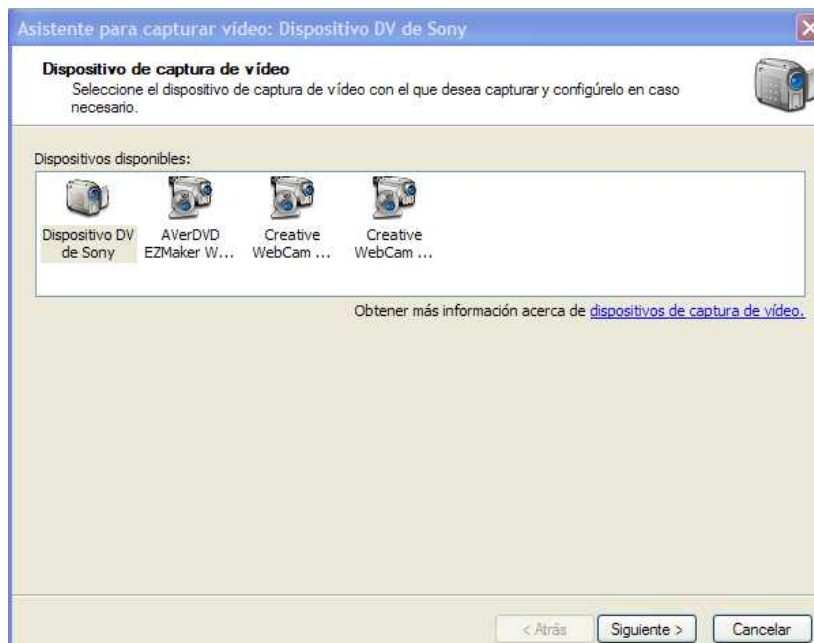 Asistente para capturar vídeo: Dispositivo DV de Sony
Dispositivo de captura de vídeo
Seleccione el dispositivo de captura de vídeo con el que desea capturar y configúrelo en caso
necesario.
Dispositivos disponibles:
Dispositivo DV
de Sony
AVerDVD
EZMaker W...
Creative
WebCam ...
Creative
WebCam ...
Obtener más información acerca de dispositivos de captura de vídeo.
< Atrás
Siguiente >
Cancelar